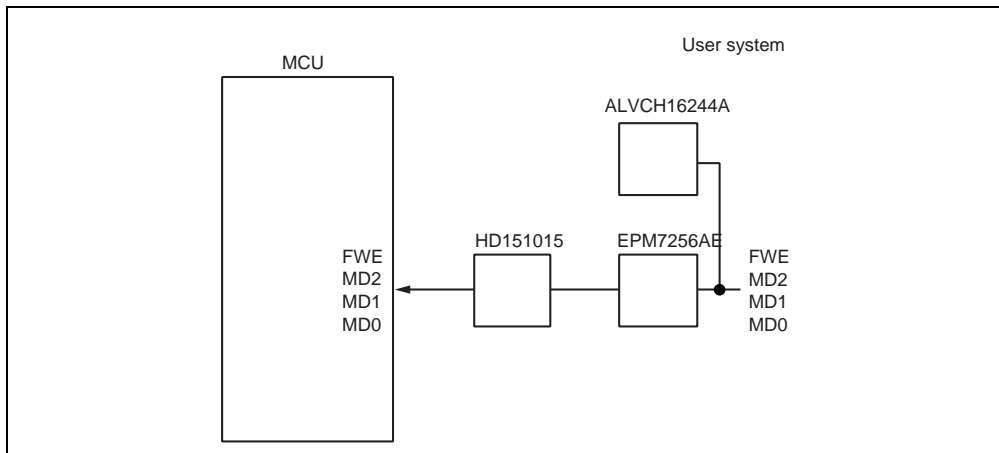 User system
MCU
ALVCH16244A
HD151015
EPM7256AE
FWE
MD2
MD1
MD0
FWE
MD2
MD1
MD0